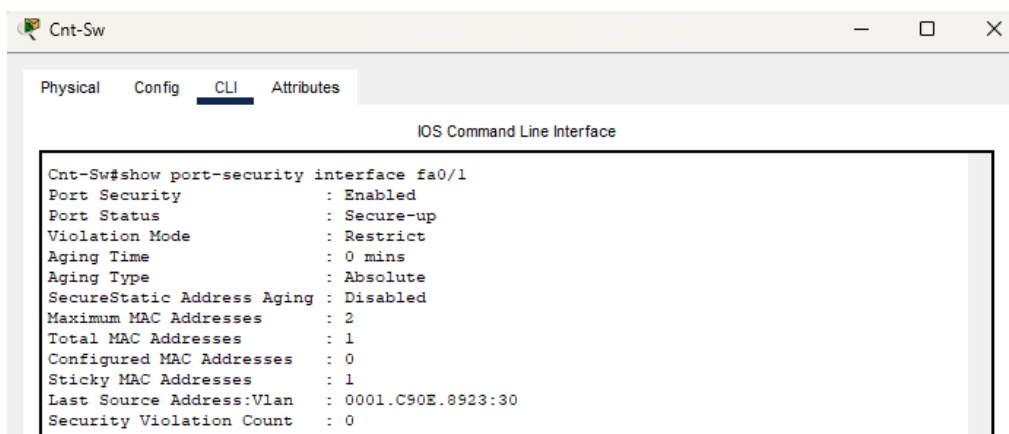 Cnt-Sw
Physical Config CLI Attributes
IOS Command Line Interface
Cnt-Sw#show port-security interface fa0/1
Port Security : Enabled
Port Status : Secure-up
Violation Mode : Restrict
Aging Time : 0 mins
Aging Type : Absolute
SecureStatic Address Aging : Disabled
Maximum MAC Addresses : 2
Total MAC Addresses : 1
Configured MAC Addresses : 0
Sticky MAC Addresses : 1
Last Source Address:Vlan : 0001.C90E.8923:30
Security Violation Count : 0